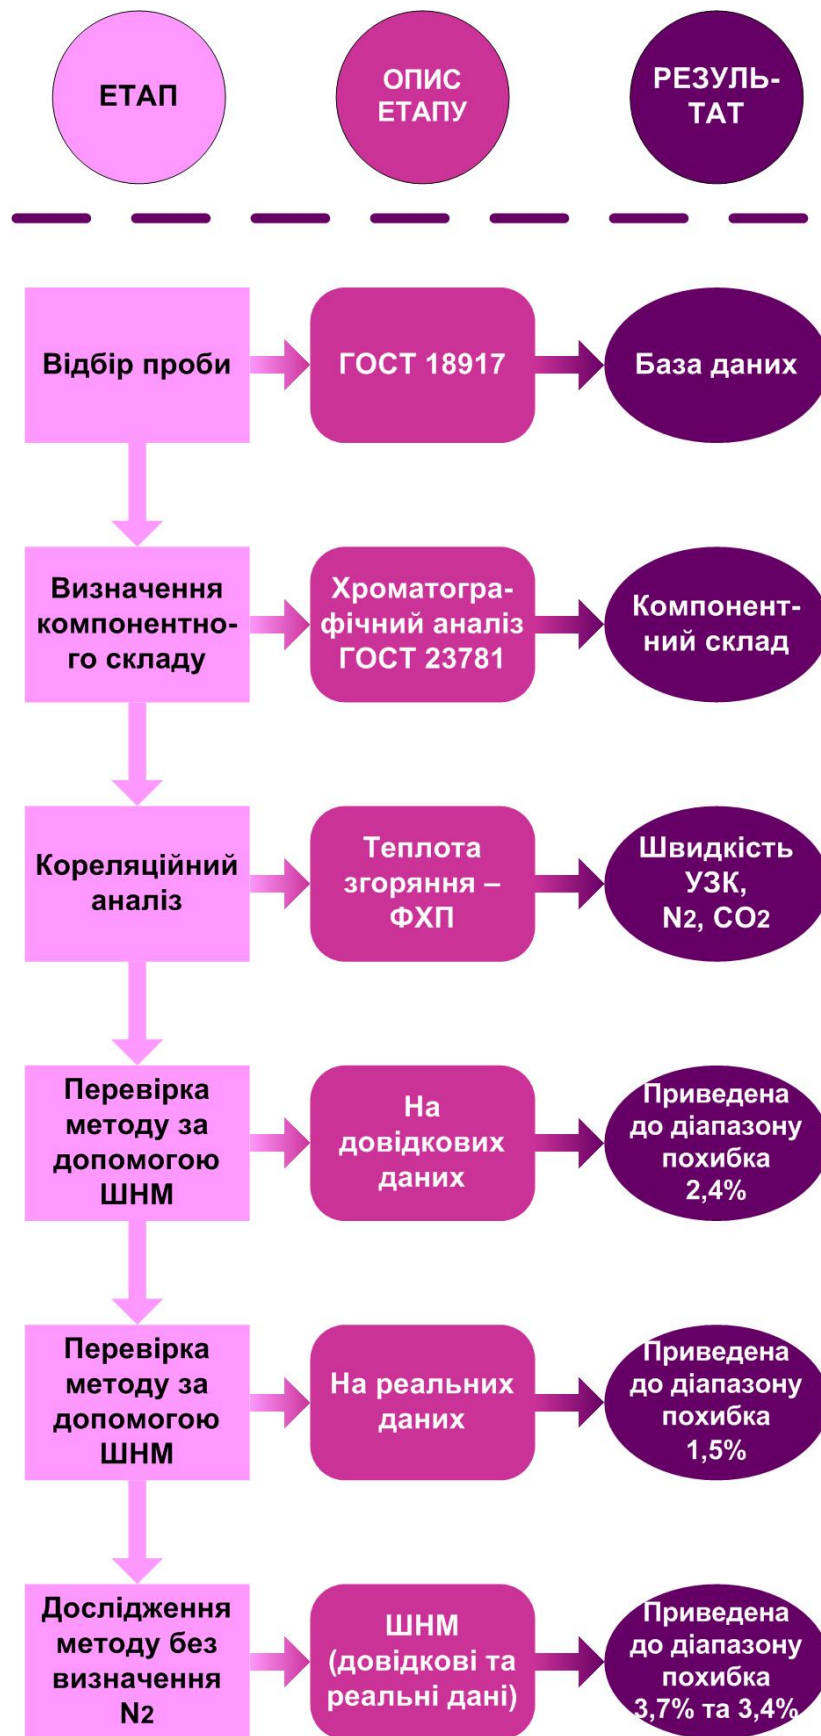 ЕТАП
ОПИС
ЕТАПУ
РЕЗУЛЬ-
ТАТ
Відбір проби
ГОСТ 18917
База даних
Визначення
компонентно-
го складу
Хроматогра-
фічний аналіз
ГОСТ 23781
Компонент-
ний склад
Кореляційний
аналіз
Теплота
згоряння –
ФХП
Швидкість
УЗК,
N2, CO2
Перевірка
методу за
допомогою
ШНМ
На
довідкових
даних
Приведена
до діапазону
похибка
2,4%
Перевірка
методу за
допомогою
ШНМ
На реальних
даних
Приведена
до діапазону
похибка
1,5%
Дослідження
методу без
визначення
N2
ШНМ
(довідкові та
реальні дані)
Приведена
до діапазону
похибка
3,7% та 3,4%